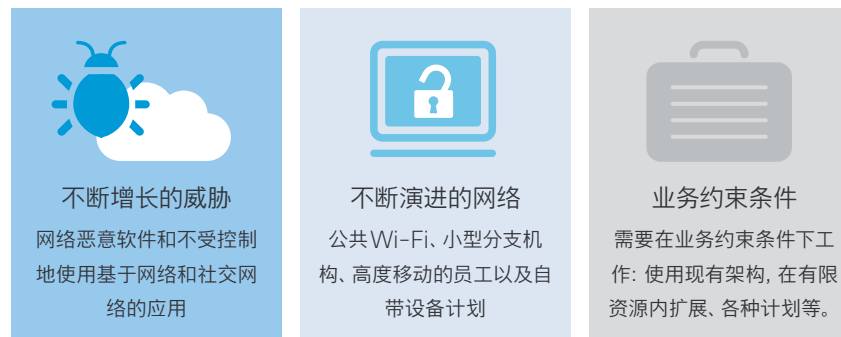 不断增长的威胁
网络恶意软件和不受控制
地使用基于网络和社交网
络的应用
不断演进的网络
公共Wi-Fi、小型分支机
构、高度移动的员工以及自
带设备计划
业务约束条件
需要在业务约束条件下工
作: 使用现有架构, 在有限
资源内扩展、各种计划等。